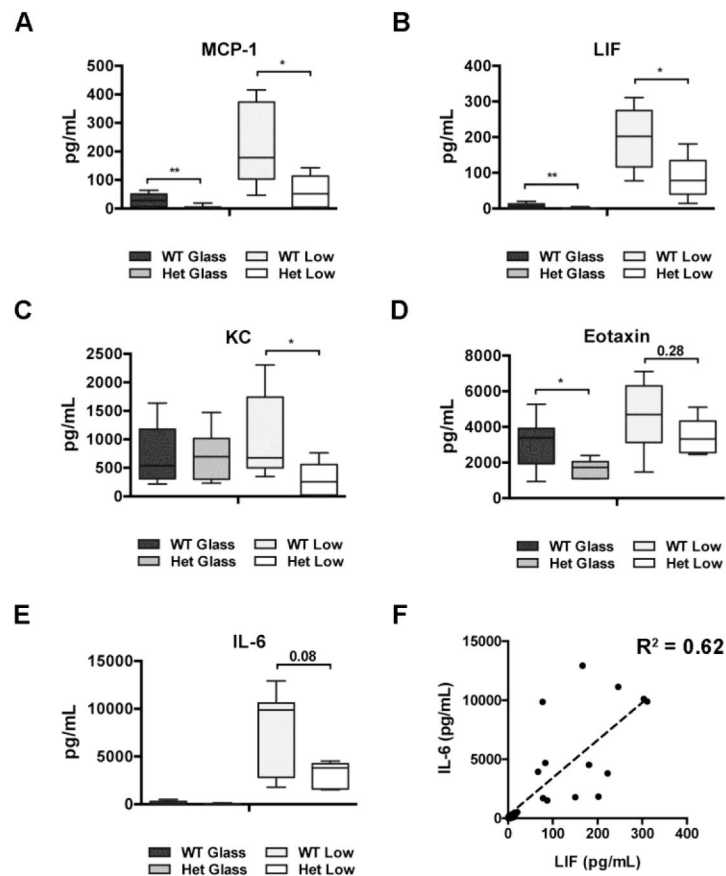 A
MCP-1
pg/mL
500
400
300
200
100
0
**
*
WT Glass
WT Low
Het Glass
Het Low
B
LIF
pg/mL
400
300
200
100
0
**
*
WT Glass
WT Low
Het Glass
Het Low
C
KC
pg/mL
2500
2000
1500
1000
500
0
*
WT Glass
WT Low
Het Glass
Het Low
D
Eotaxin
pg/mL
8000
6000
4000
2000
0
*
0.28
WT Glass
WT Low
Het Glass
Het Low
E
IL-6
pg/mL
15000
10000
5000
0
0.08
WT Glass
WT Low
Het Glass
Het Low
F
R² = 0.62
IL-6 (pg/mL)
15000
10000
5000
0
0 100 200 300 400
LIF (pg/mL)